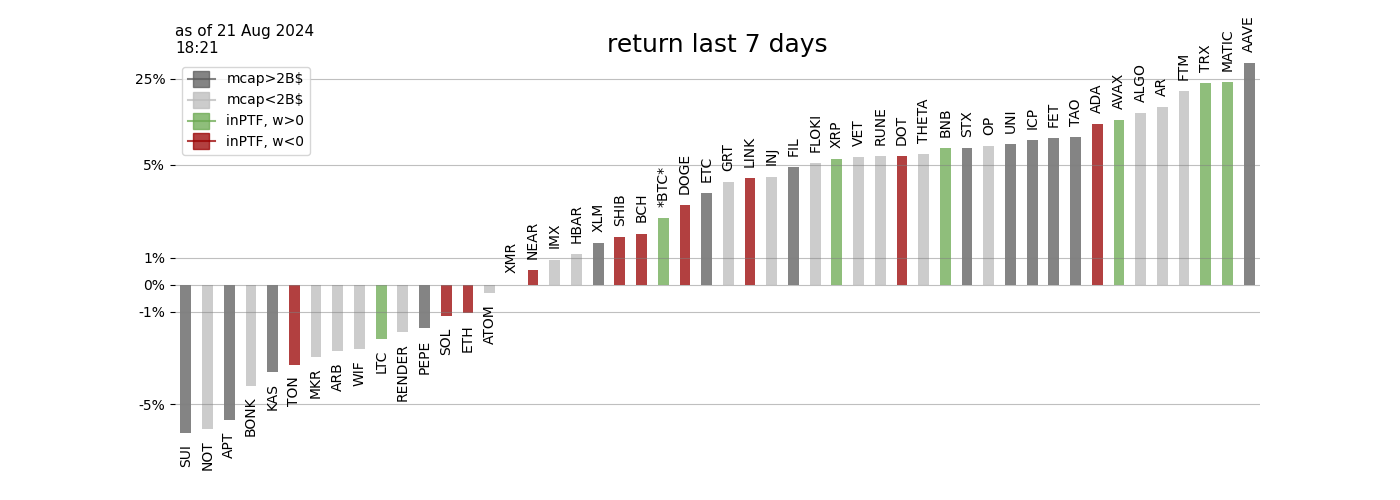 as of 21 Aug 2024
18:21
return last 7 days
25%
5%
1%
0%
-1%
-5%
mcap>2B$
mcap<2B$
inPTF, w>0
inPTF, w<0
SUI
NOT
APT
BONK
KAS
TON
MKR
ARB
WIF
LTC
RENDER
PEPE
SOL
ETH
ATOM
XMR
NEAR
IMX
HBAR
XLM
SHIB
BCH
*BTC*
DOGE
ETC
GRT
LINK
INJ
FIL
FLOKI
XRP
VET
RUNE
DOT
THETA
BNB
STX
OP
UNI
ICP
FET
TAO
ADA
AVAX
ALGO
AR
FTM
TRX
MATIC
AAVE